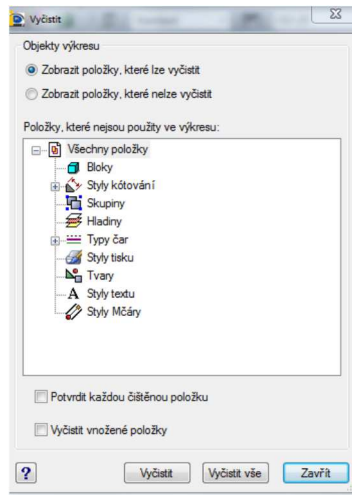 Vyčistit
Objekty výkresu
Zobrazit položky, které lze vyčistit
Zobrazit položky, které nelze vyčistit
Položky, které nejsou použity ve výkresu:
Všechny položky
Bloky
Styly kótování
Skupiny
Hladiny
Typy čar
Styly tisku
Tvary
A Styly textu
Styly Mčáry
Potvrdit každou čištěnou položku
Vyčistit vnožené položky
? Vyčistit Vyčistit vše Zavřít